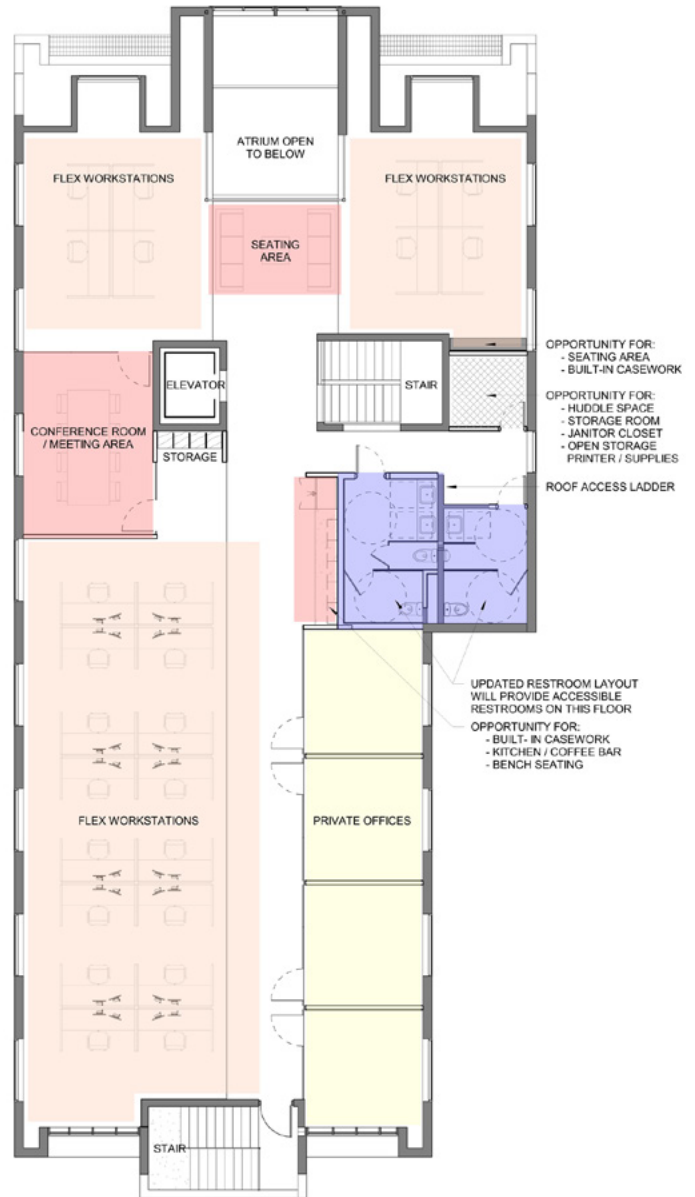 ATRIUM OPEN
TO BELOW
FLEX WORKSTATIONS
FLEX WORKSTATIONS
SEATING
AREA
OPPORTUNITY FOR:
- SEATING AREA
- BUILT-IN CASEWORK
ELEVATOR
STAIR
OPPORTUNITY FOR:
- HUDDLE SPACE
- STORAGE ROOM
- JANITOR CLOSET
- OPEN STORAGE
PRINTER / SUPPLIES
CONFERENCE ROOM
/ MEETING AREA
STORAGE
ROOF ACCESS LADDER
UPDATED RESTROOM LAYOUT
WILL PROVIDE ACCESSIBLE
RESTROOMS ON THIS FLOOR
OPPORTUNITY FOR:
- BUILT- IN CASEWORK
- KITCHEN / COFFEE BAR
- BENCH SEATING
FLEX WORKSTATIONS
PRIVATE OFFICES
STAIR